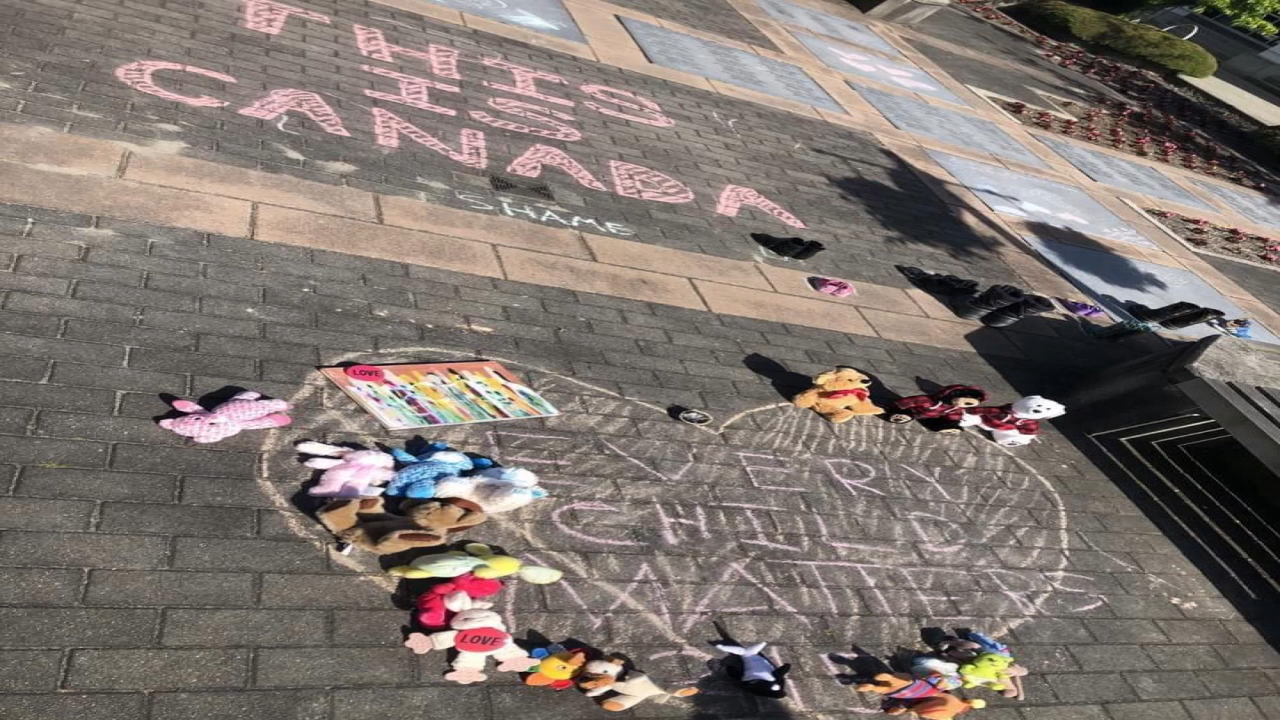 THIS
IS
CANADA
SHAME
LOVE
EVERY
CHILD
MATTERS
LOVE